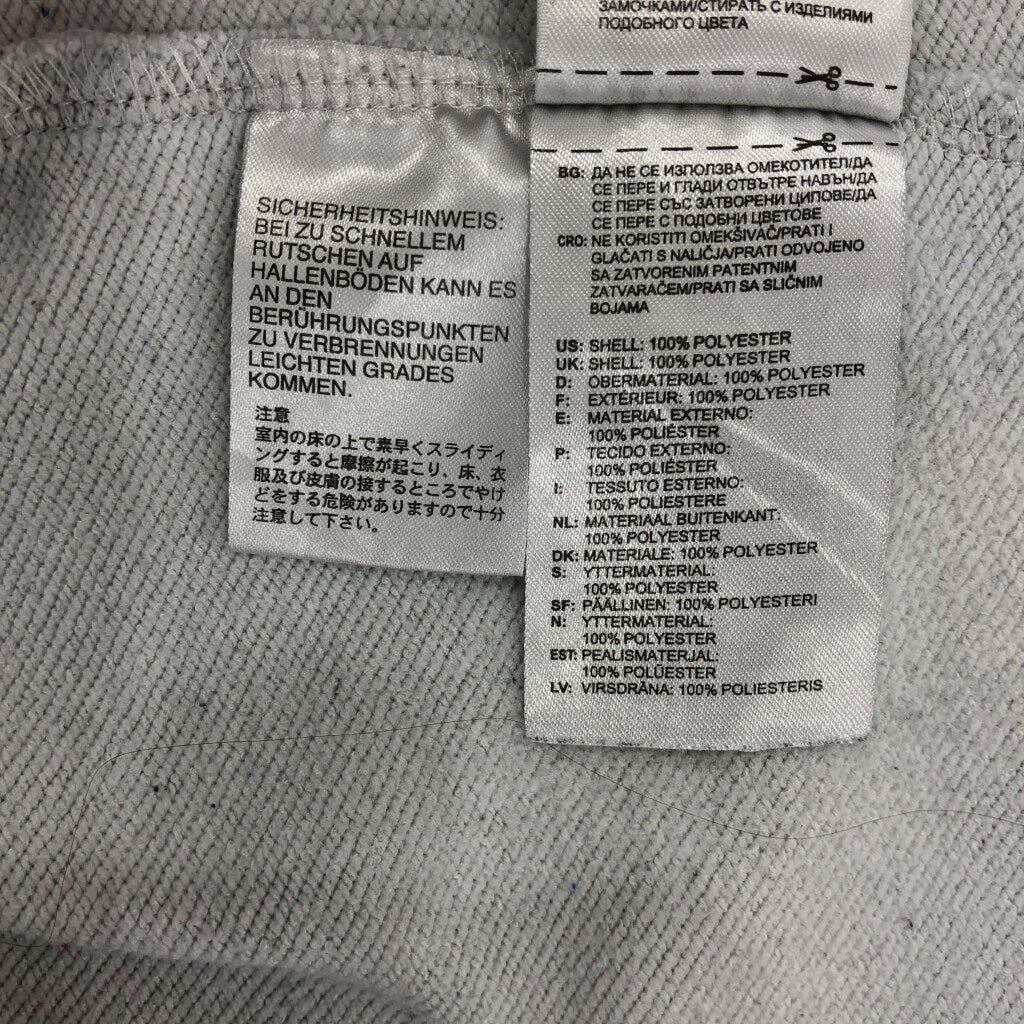 ЗАМОЧКАМИ/СТИРАТЬ С ИЗДЕЛИЯМИ
ПОДОБНОГО ЦВЕТА
SICHERHEITSHINWEIS:
BEI ZU SCHNELLEM
RUTSCHEN AUF
HALLENBÖDEN KANN ES
AN DEN
BERÜHRUNGSPUNKTEN
ZU VERBRENNUNGEN
LEICHTEN GRADES
KOMMEN.
注意
室内の床の上で素早くスライディ
ングすると摩擦が起こり、床、衣
服及び皮膚の接するところでやけ
どをする危険がありますので十分
注意して下さい。
BG: ДА НЕ СЕ ИЗПОЛЗВА ОМЕКОТИТЕЛ/ДА
СЕ ПЕРЕ И ГЛАДИ ОТВЪТРЕ НАВЪН/ДА
СЕ ПЕРЕ СЪС ЗАТВОРЕНИ ЦИПОВЕ/ДА
СЕ ПЕРЕ С ПОДОБНИ ЦВЕТОВЕ
CRO: NE KORISTITI OMEKŠIVAČ/PRATI I
GLAČATI S NALIČJA/PRATI ODVOJENO
SA ZATVORENIM PATENTNIM
ZATVARAČEM/PRATI SA SLIČNIM
BOJAMA
US: SHELL: 100% POLYESTER
UK: SHELL: 100% POLYESTER
D: OBERMATERIAL: 100% POLYESTER
F: EXTÉRIEUR: 100% POLYESTER
E: MATERIAL EXTERNO:
100% POLIÉSTER
P: TECIDO EXTERNO:
100% POLIÉSTER
I: TESSUTO ESTERNO:
100% POLIESTERE
NL: MATERIAAL BUITENKANT:
100% POLYESTER
DK: MATERIALE: 100% POLYESTER
S: YTTERMATERIAL:
100% POLYESTER
SF: PÄÄLLINEN: 100% POLYESTERI
N: YTTERMATERIAL:
100% POLYESTER
EST: PEALISMATERJAL:
100% POLÜESTER
LV: VIRSDRĀNA: 100% POLIESTERIS